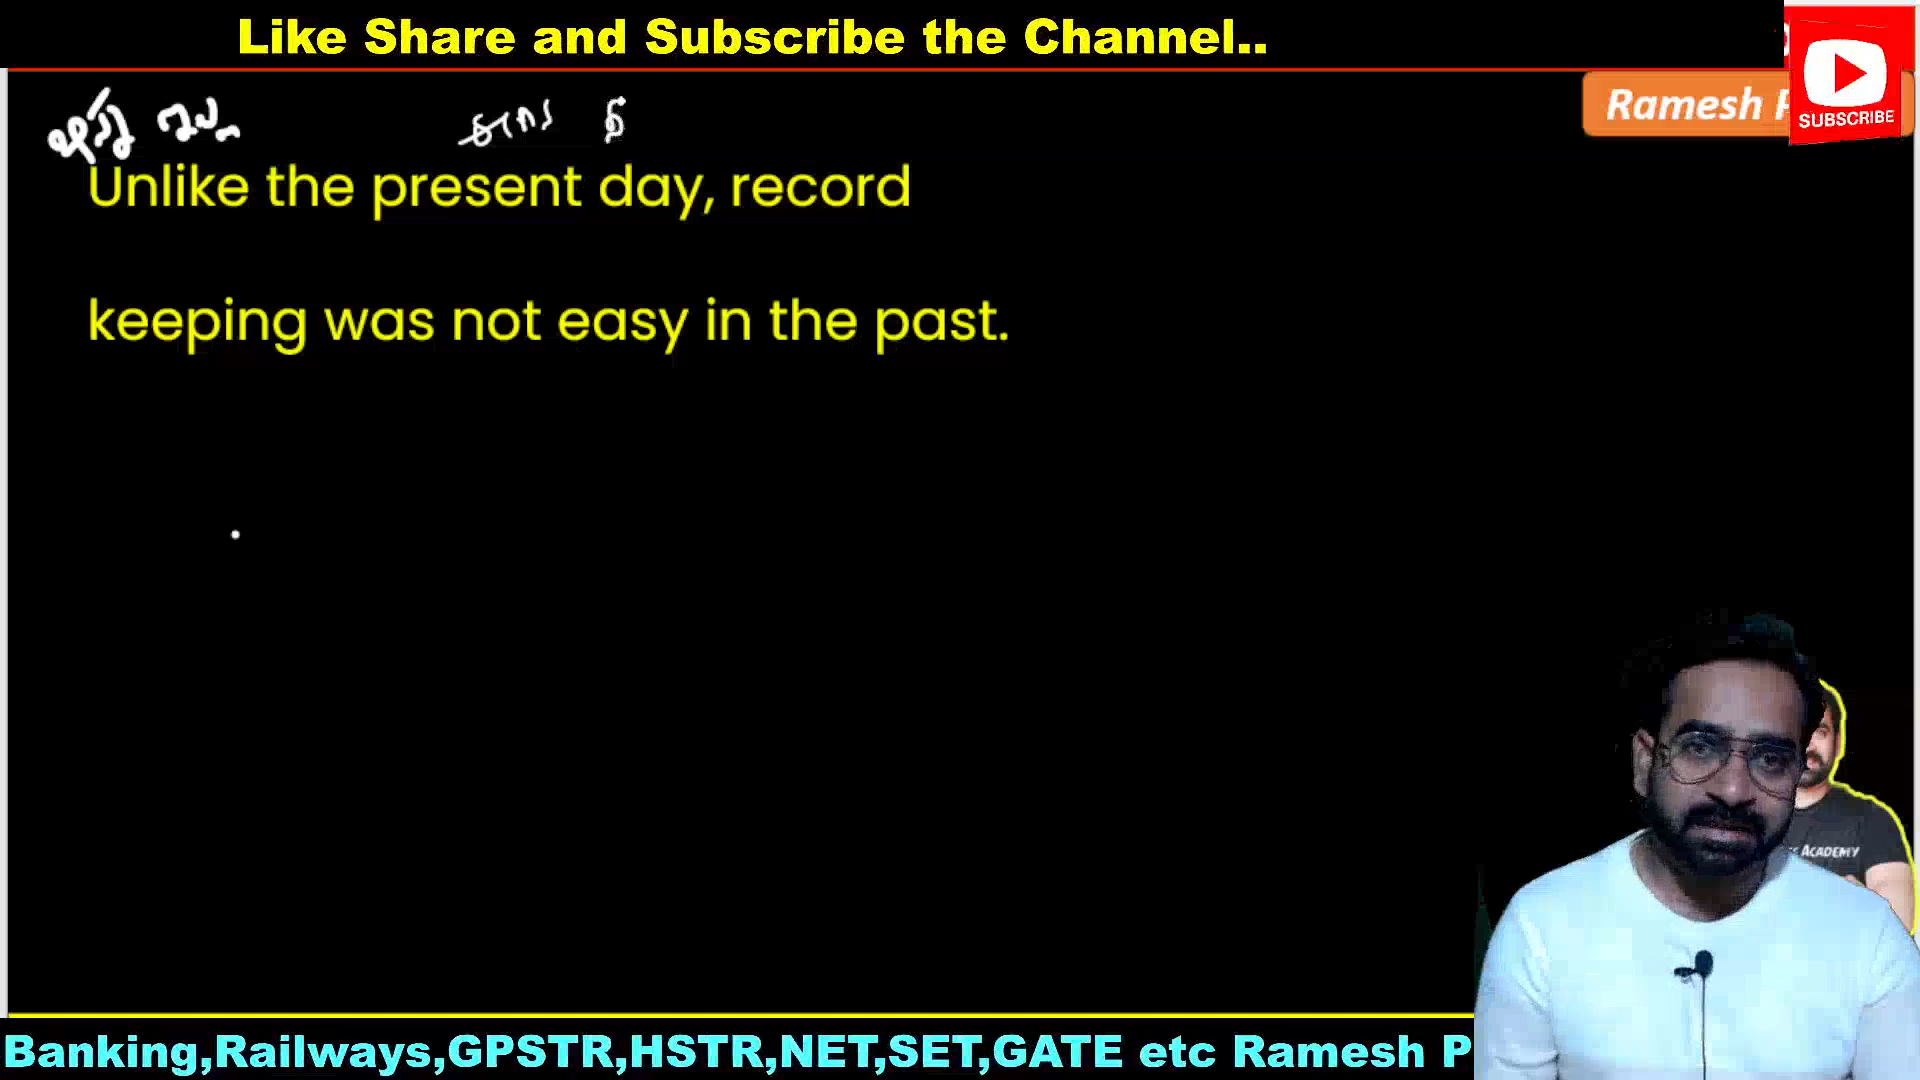 Like Share and Subscribe the Channel..
Ramesh P
SUBSCRIBE
Unlike the present day, record
keeping was not easy in the past.
ACADEMY
Banking,Railways,GPSTR,HSTR,NET,SET,GATE etc Ramesh P